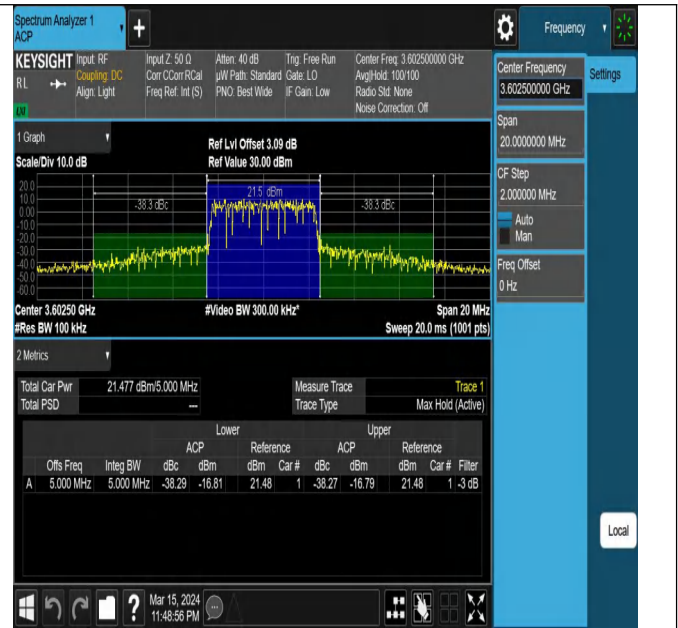 Spectrum Analyzer 1
ACP
Frequency
KEYSIGHT Input: RF
RL
Coupling: DC
Align: Light
LXI
Input Z: 50 Ω
Corr CCorr RCal
Freq Ref: Int (S)
Atten: 40 dB
µW Path: Standard
PNO: Best Wide
Trig: Free Run
Gate: LO
IF Gain: Low
Center Freq: 3.602500000 GHz
Avg|Hold: 100/100
Radio Std: None
Noise Correction: Off
Center Frequency
3.602500000 GHz
Settings
Span
20.0000000 MHz
CF Step
2.000000 MHz
Auto
Man
Freq Offset
0 Hz
Local
1 Graph
Scale/Div 10.0 dB
Ref Lvl Offset 3.09 dB
Ref Value 30.00 dBm
20.0
10.0
0.00
-10.0
-20.0
-30.0
-40.0
-50.0
-60.0
-38.3 dBc
21.5 dBm
-38.3 dBc
Center 3.60250 GHz
#Video BW 300.00 kHz*
Span 20 MHz
#Res BW 100 kHz
Sweep 20.0 ms (1001 pts)
2 Metrics
Total Car Pwr 21.477 dBm/5.000 MHz
Total PSD ---
Measure Trace Trace 1
Trace Type Max Hold (Active)
Lower Upper
ACP Reference ACP Reference
Offs Freq Integ BW dBc dBm dBm Car # dBc dBm dBm Car # Filter
A 5.000 MHz 5.000 MHz -38.29 -16.81 21.48 1 -38.27 -16.79 21.48 1 -3 dB
?
Mar 15, 2024
11:48:56 PM